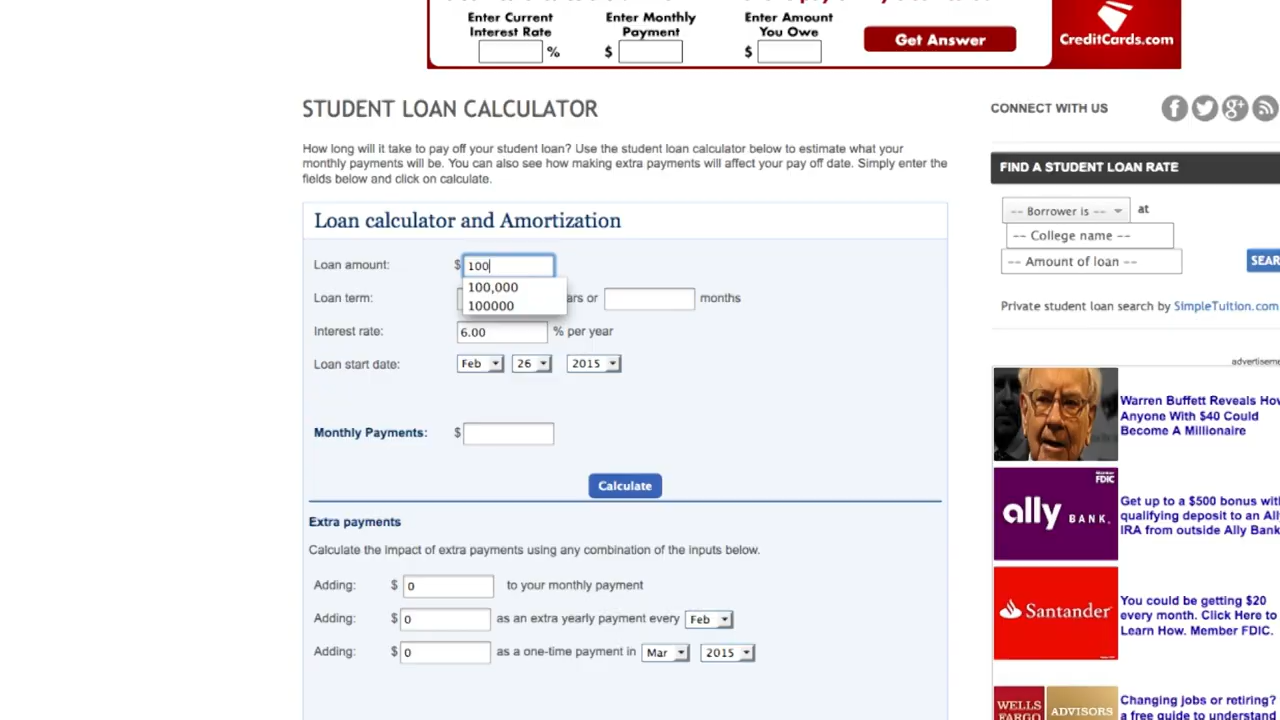 Enter Current Interest Rate
%
Enter Monthly Payment
$
Enter Amount You Owe
$
Get Answer
CreditCards.com
STUDENT LOAN CALCULATOR
How long will it take to pay off your student loan? Use the student loan calculator below to estimate what your
monthly payments will be. You can also see how making extra payments will affect your pay off date. Simply enter the
fields below and click on calculate.
Loan calculator and Amortization
Loan amount: $ 100
100,000
100000
Loan term: ars or months
Interest rate: 6.00 % per year
Loan start date: Feb 26 2015
Monthly Payments: $
Calculate
Extra payments
Calculate the impact of extra payments using any combination of the inputs below.
Adding: $ 0 to your monthly payment
Adding: $ 0 as an extra yearly payment every Feb
Adding: $ 0 as a one-time payment in Mar 2015
CONNECT WITH US
FIND A STUDENT LOAN RATE
-- Borrower is -- at
-- College name --
-- Amount of loan --
SEAR
Private student loan search by SimpleTuition.com
advertiseme
Warren Buffett Reveals How
Anyone With $40 Could
Become A Millionaire
Member
FDIC
ally BANK.
Get up to a $500 bonus with
qualifying deposit to an Ally
IRA from outside Ally Bank
Santander
You could be getting $20
every month. Click Here to
Learn How. Member FDIC.
WELLS
FARGO
ADVISORS
Changing jobs or retiring?
a free guide to understand